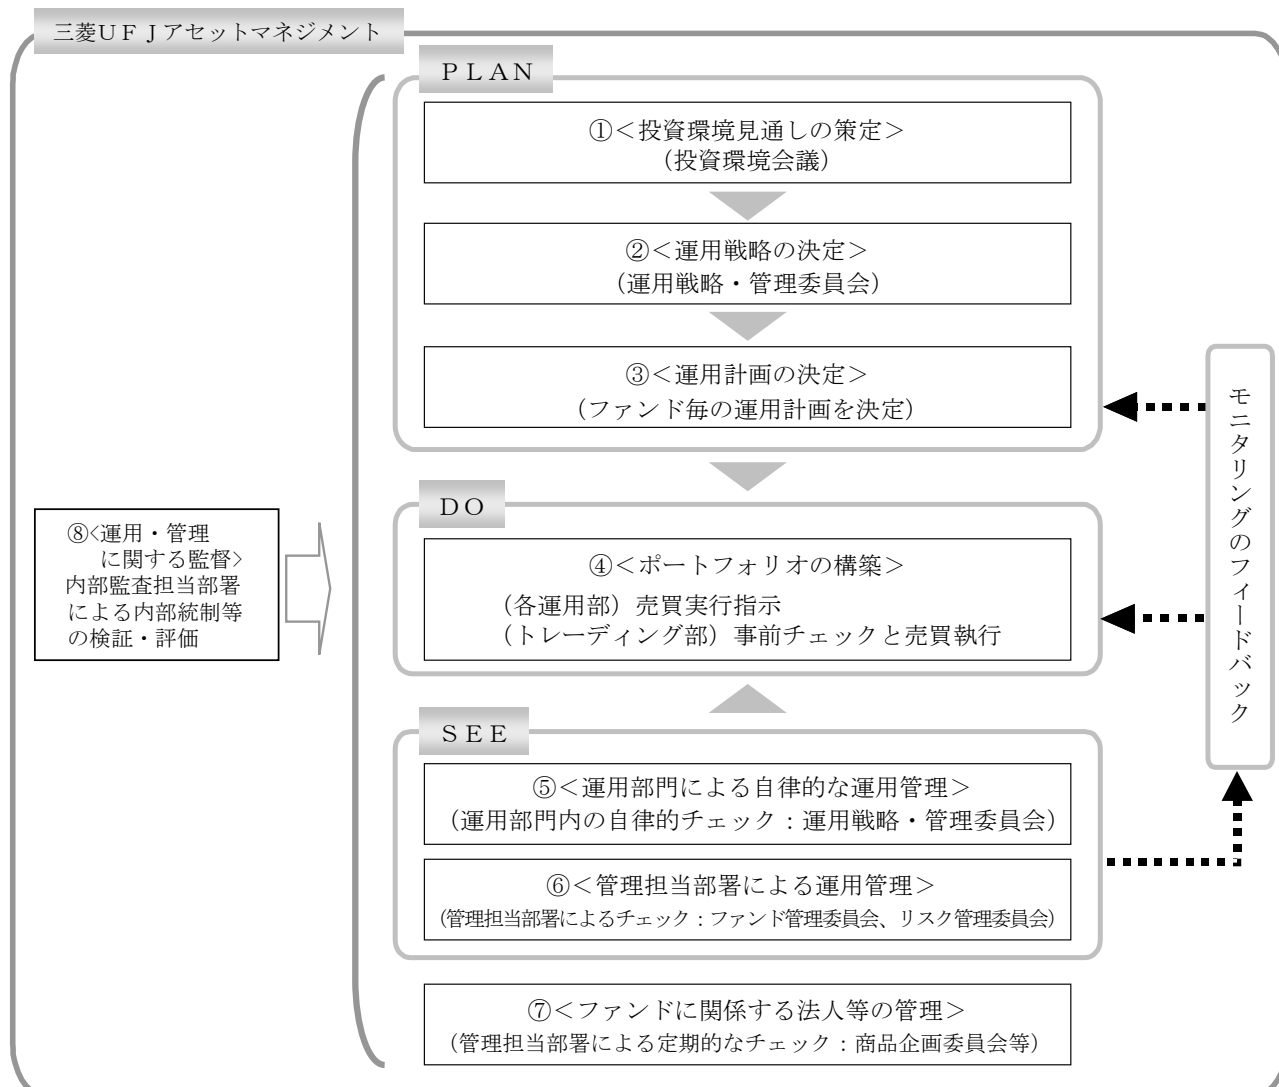 三菱ＵＦＪアセットマネジメント
ＰＬＡＮ
①＜投資環境見通しの策定＞
（投資環境会議）
②＜運用戦略の決定＞
（運用戦略・管理委員会）
③＜運用計画の決定＞
（ファンド毎の運用計画を決定）
ＤＯ
④＜ポートフォリオの構築＞
（各運用部）売買実行指示
（トレーディング部）事前チェックと売買執行
ＳＥＥ
⑤＜運用部門による自律的な運用管理＞
（運用部門内の自律的チェック：運用戦略・管理委員会）
⑥＜管理担当部署による運用管理＞
（管理担当部署によるチェック：ファンド管理委員会、リスク管理委員会）
⑦＜ファンドに関係する法人等の管理＞
（管理担当部署による定期的なチェック：商品企画委員会等）
⑧<運用・管理
に関する監督>
内部監査担当部署
による内部統制等
の検証・評価
モニタリングのフィードバック